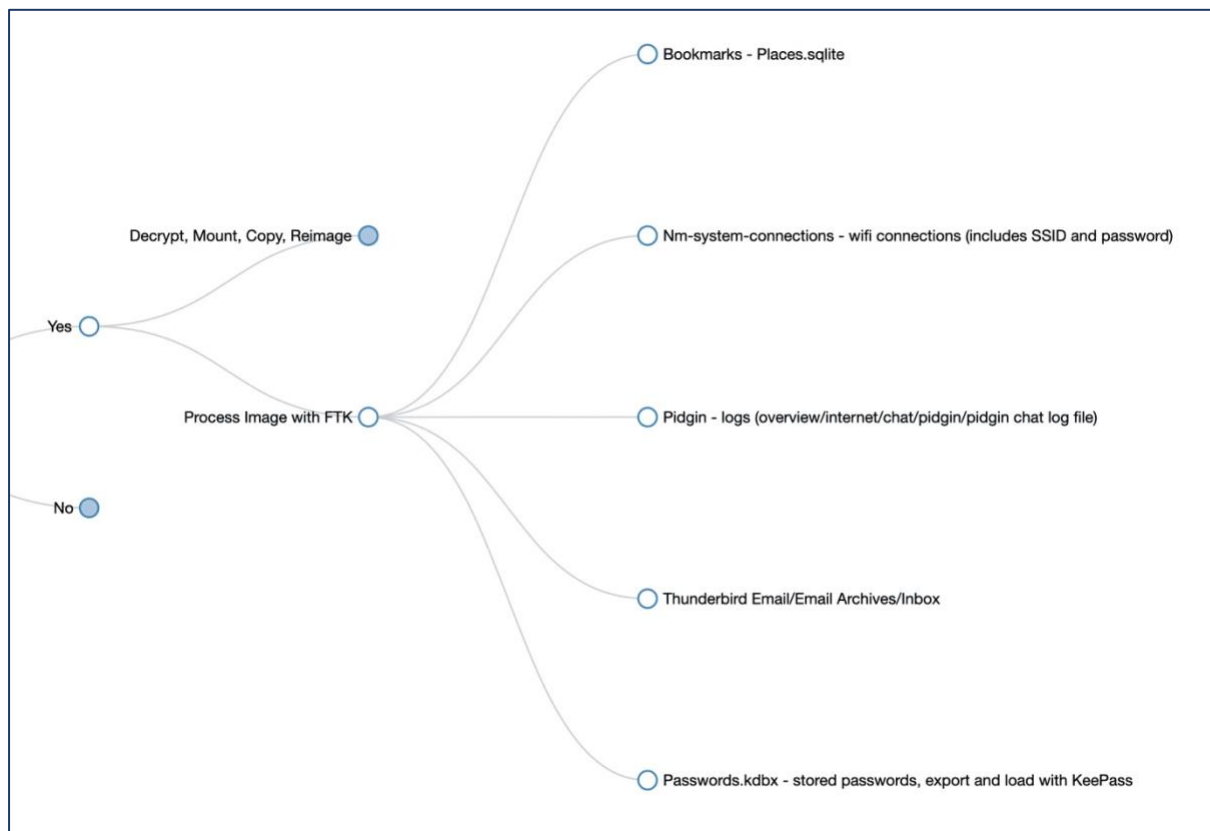 Bookmarks - Places.sqlite
Decrypt, Mount, Copy, Reimage
Nm-system-connections - wifi connections (includes SSID and password)
Yes
Process Image with FTK
Pidgin - logs (overview/internet/chat/pidgin/pidgin chat log file)
No
Thunderbird Email/Email Archives/Inbox
Passwords.kdbx - stored passwords, export and load with KeePass